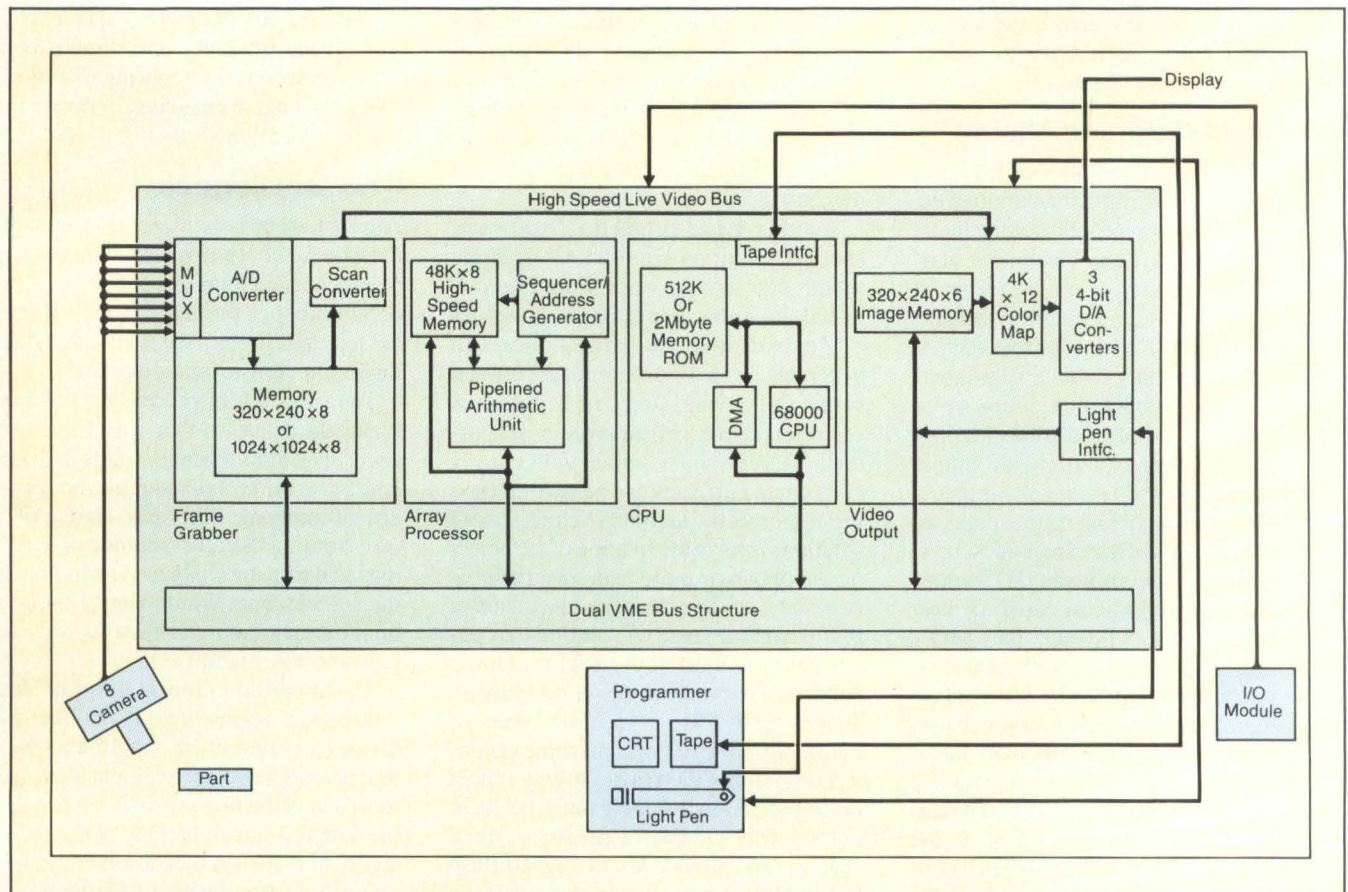 Display
High Speed Live Video Bus
M
U
X
A/D
Converter
Scan
Converter
Memory
320×240×8
or
1024×1024×8
Frame
Grabber
48K×8
High-
Speed
Memory
Sequencer/
Address
Generator
Pipelined
Arithmetic
Unit
Array
Processor
Tape Intfc.
512K
Or
2Mbyte
Memory
ROM
DMA
68000
CPU
CPU
320×240×6
Image Memory
4K
× 12
Color
Map
3
4-bit
D/A
Con-
verters
Light
pen
Intfc.
Video
Output
Dual VME Bus Structure
8
Camera
Part
Programmer
CRT
Tape
Light Pen
I/O
Module